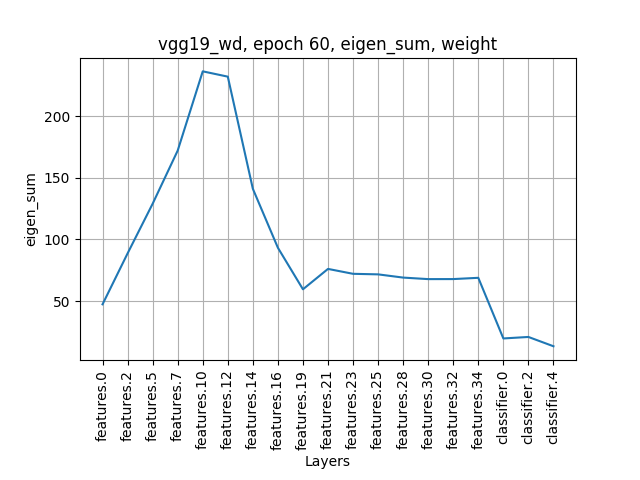 vgg19_wd, epoch 60, eigen_sum, weight
eigen_sum
200
150
100
50
features.0
features.2
features.5
features.7
features.10
features.12
features.14
features.16
features.19
features.21
features.23
features.25
features.28
features.30
features.32
features.34
classifier.0
classifier.2
classifier.4
Layers